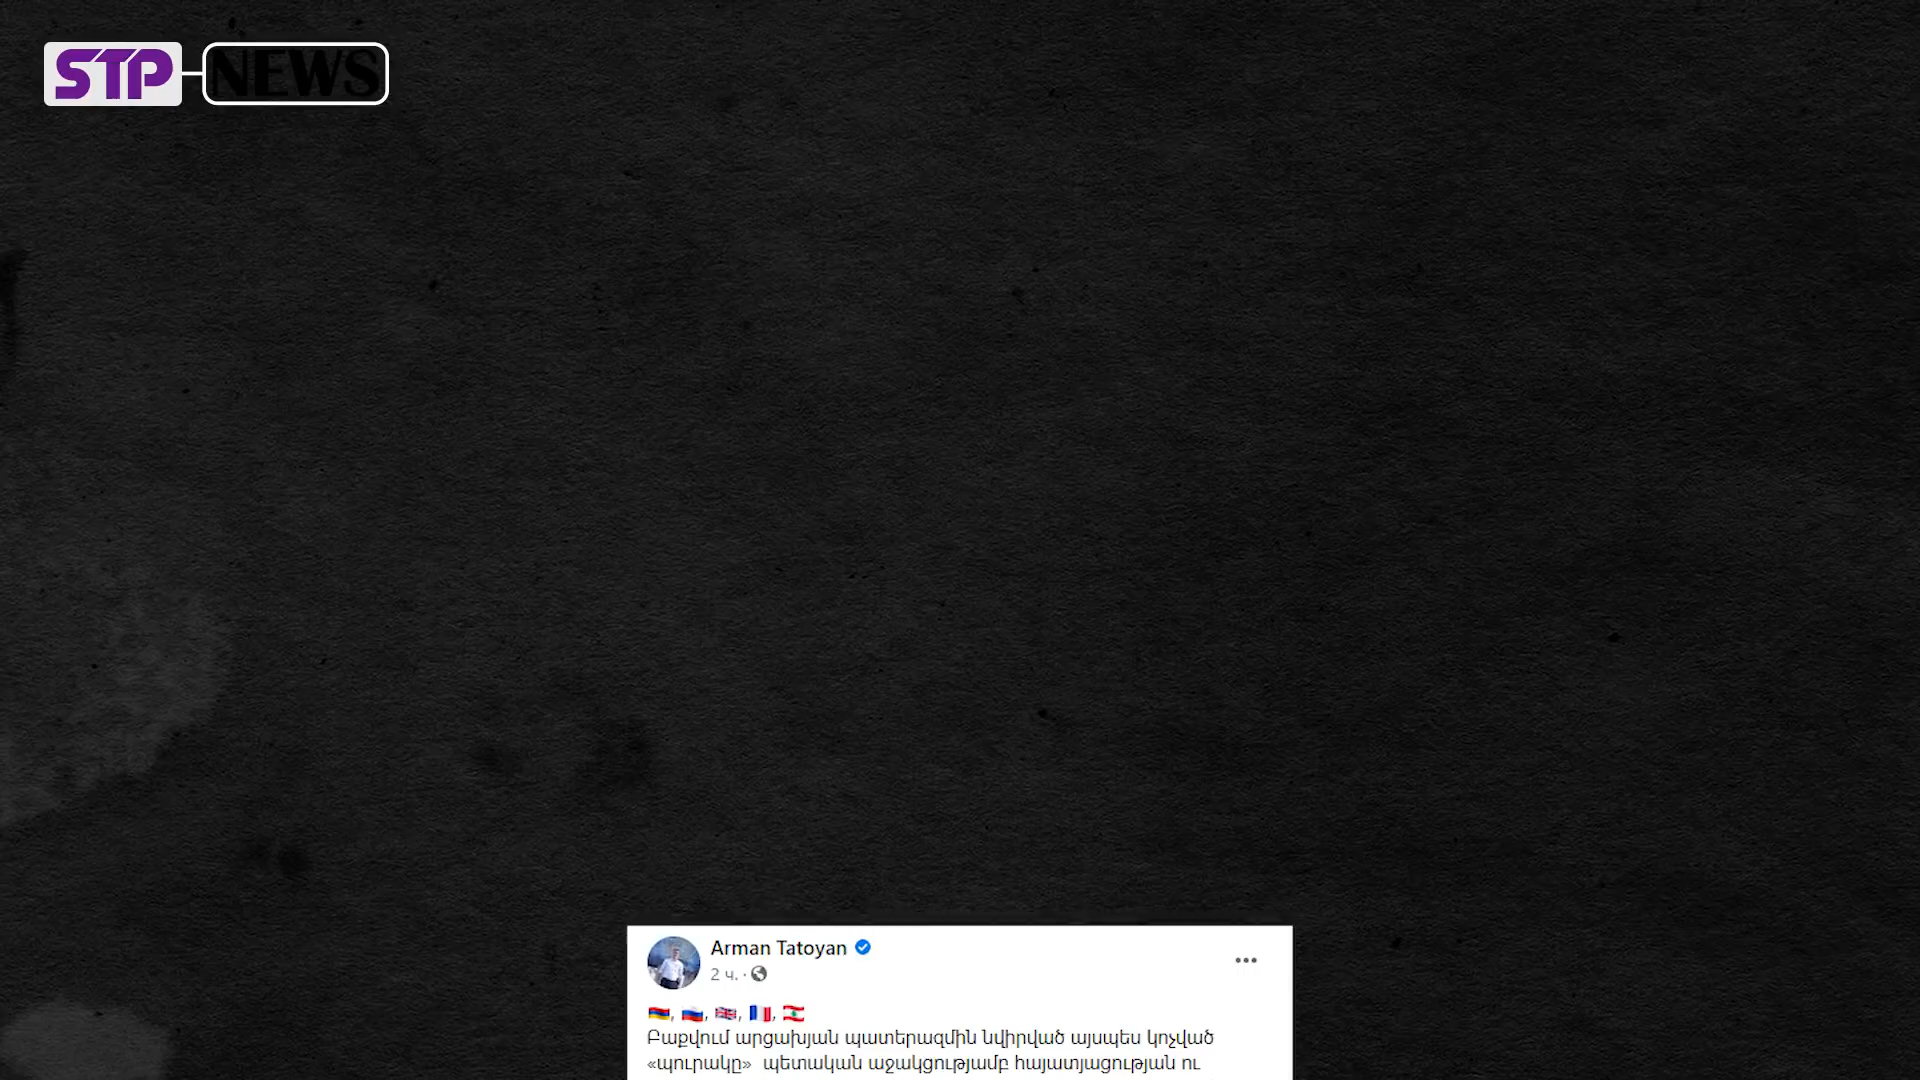 STP NEWS
Arman Tatoyan
2 ч. ·
🇦🇲, 🇷🇺, 🇬🇧, 🇫🇷, 🇱🇧
Բաքվում արցախյան պատերազմին նվիրված այսպես կոչված
«պուրակը» պետական աջակցությամբ հայատյացության ու